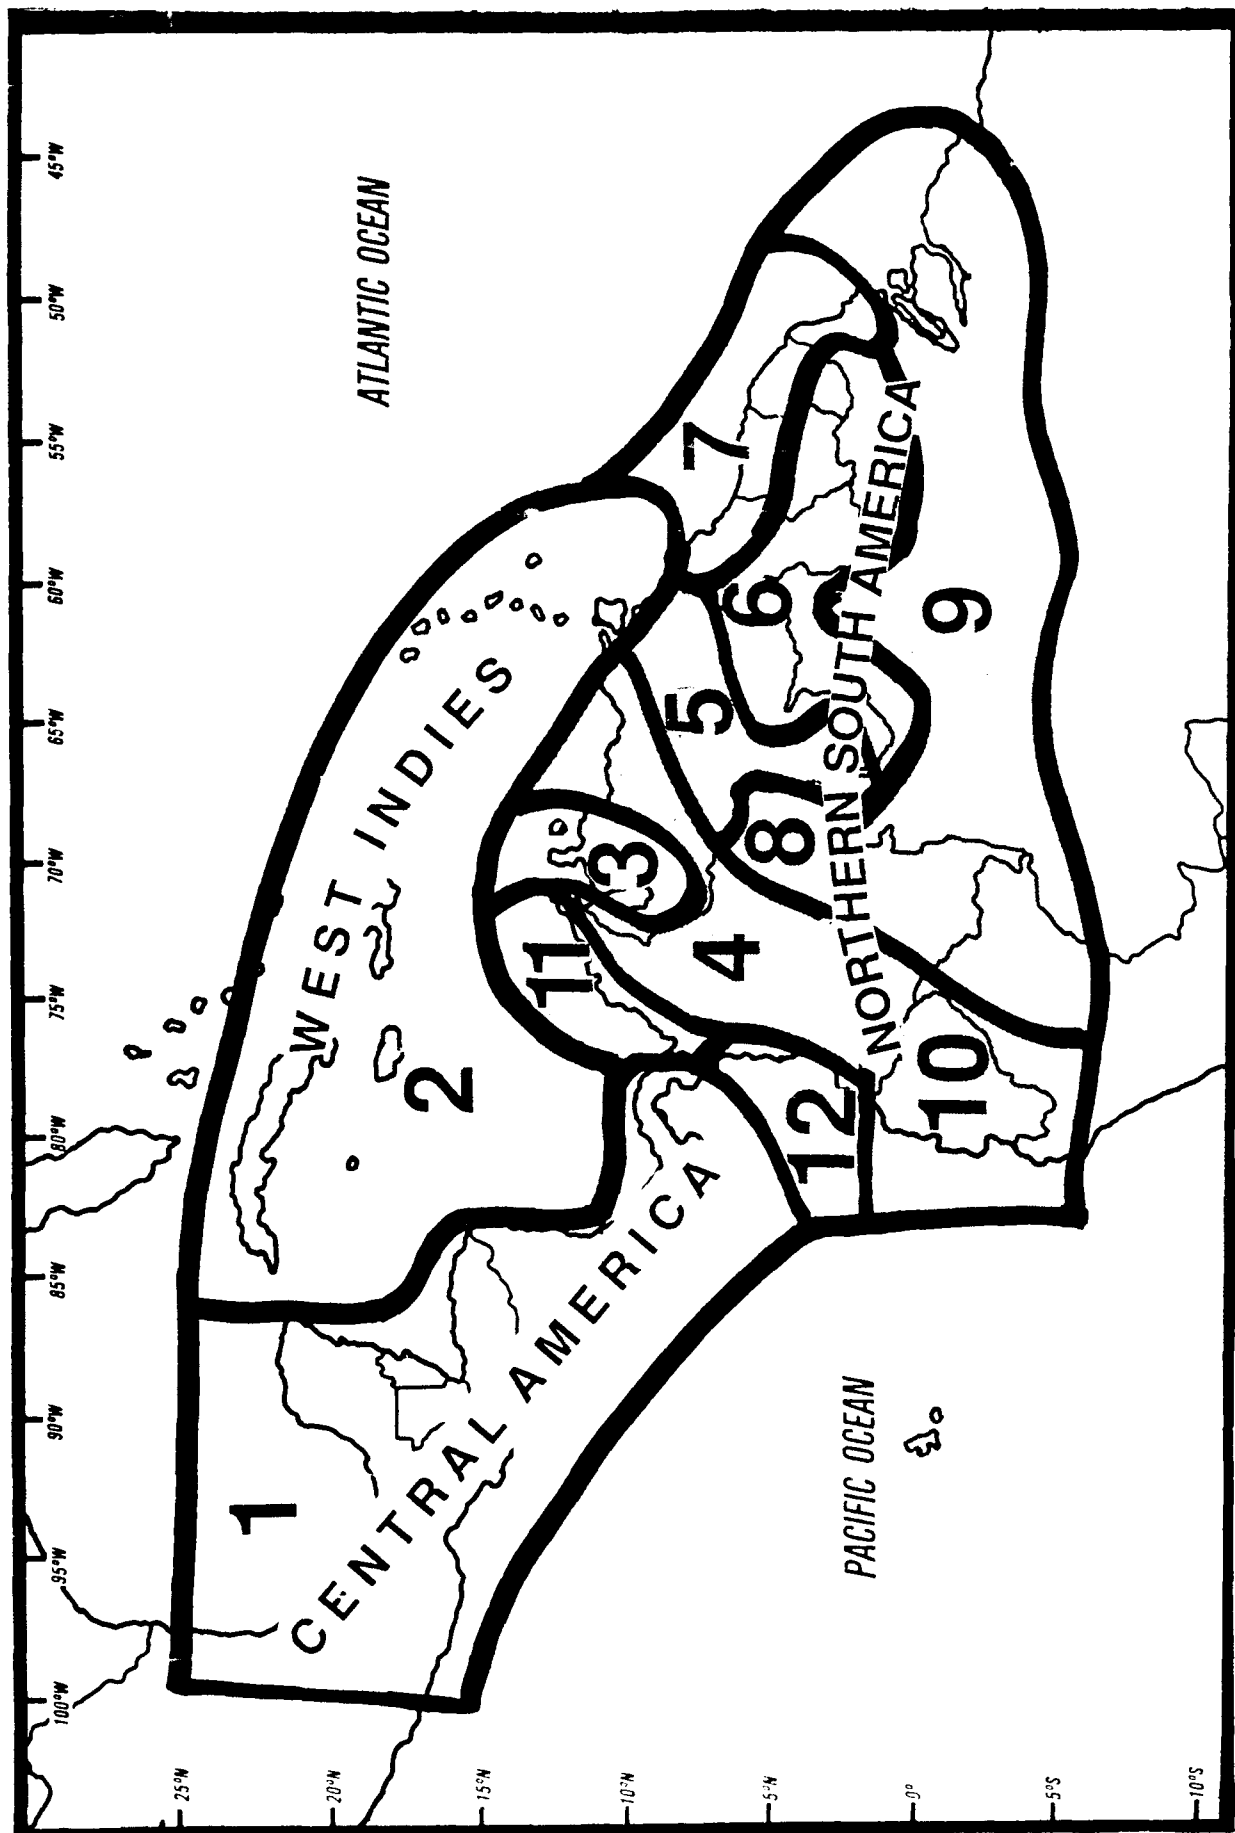 45°W
50°W
55°W
60°W
65°W
70°W
75°W
80°W
85°W
90°W
95°W
100°W
25°N
20°N
15°N
10°N
5°N
0°
5°S
10°S
ATLANTIC OCEAN
PACIFIC OCEAN
WEST INDIES
CENTRAL AMERICA
NORTHERN SOUTH AMERICA
1
2
3
4
5
6
7
8
9
10
11
12